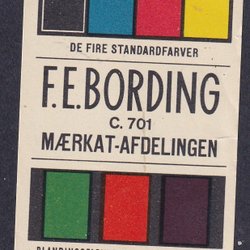 DE FIRE STANDARDFARVER
F.E.BORDING
C. 701
MÆRKAT-AFDELINGEN